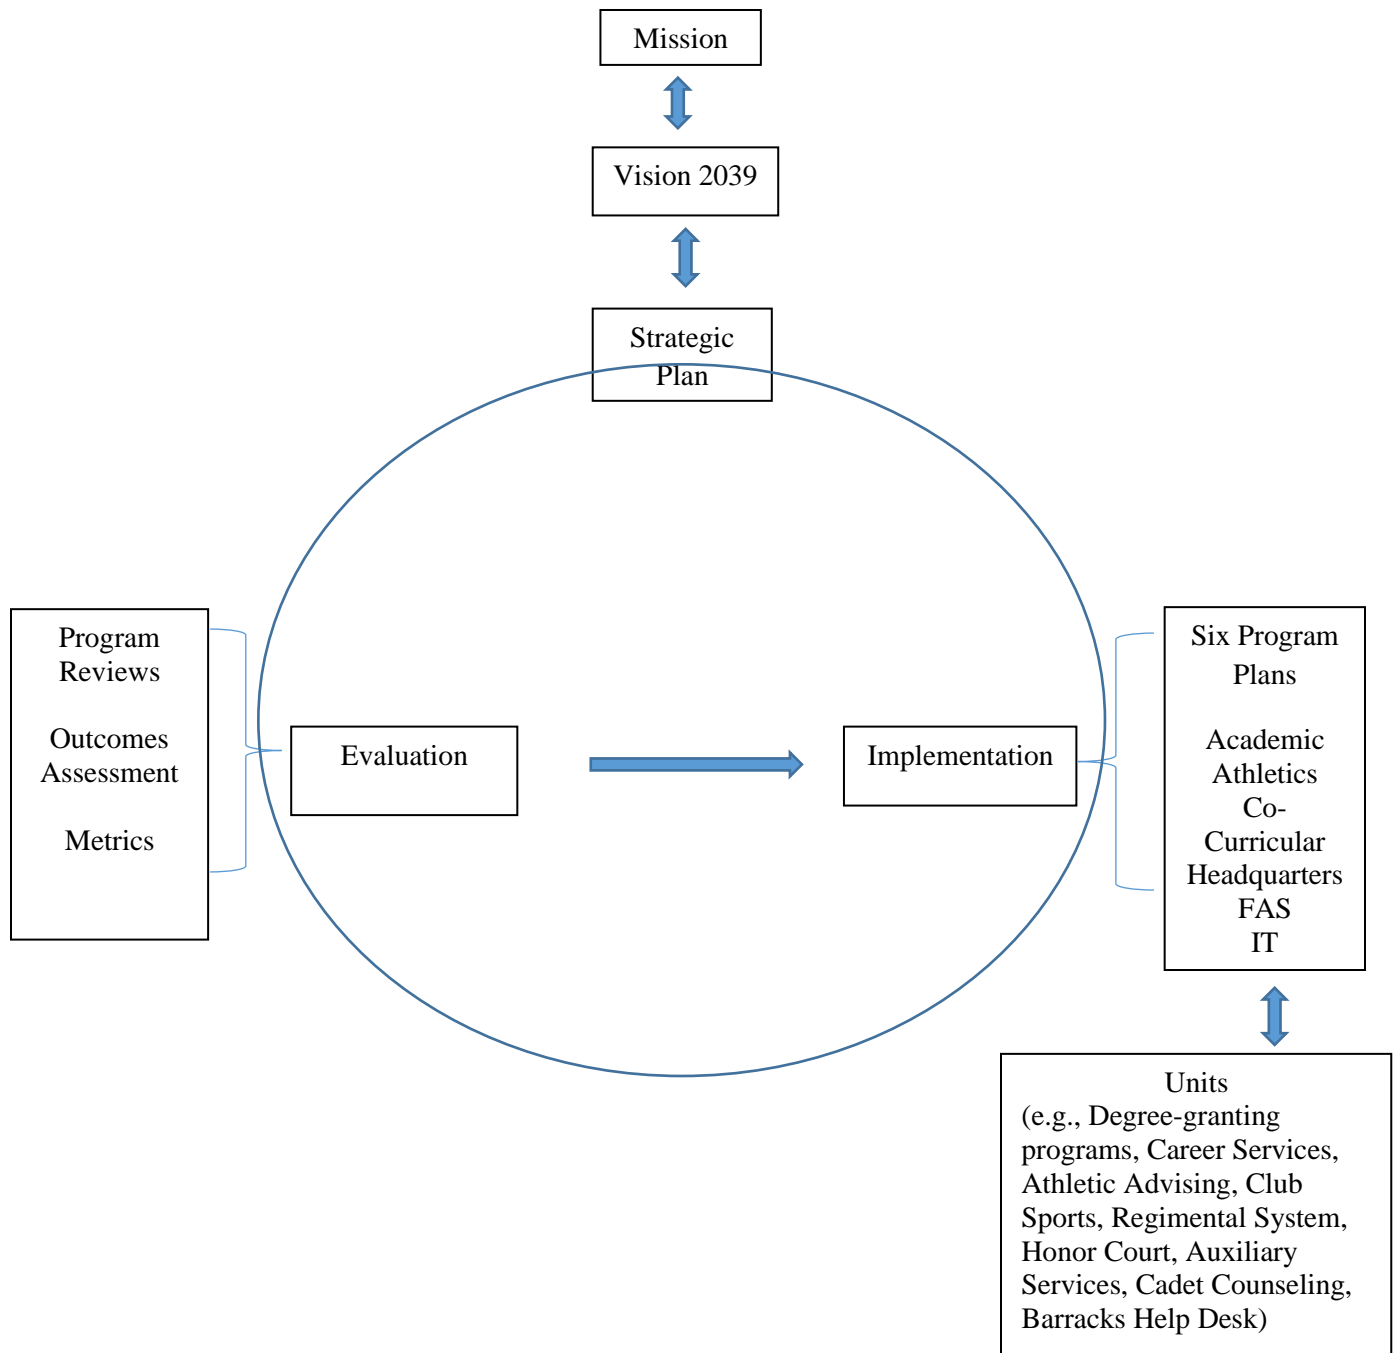 Mission
Vision 2039
Strategic
Plan
Program
Reviews
Outcomes
Assessment
Metrics
Evaluation
Implementation
Six Program
Plans
Academic
Athletics
Co-
Curricular
Headquarters
FAS
IT
Units
(e.g., Degree-granting
programs, Career Services,
Athletic Advising, Club
Sports, Regimental System,
Honor Court, Auxiliary
Services, Cadet Counseling,
Barracks Help Desk)